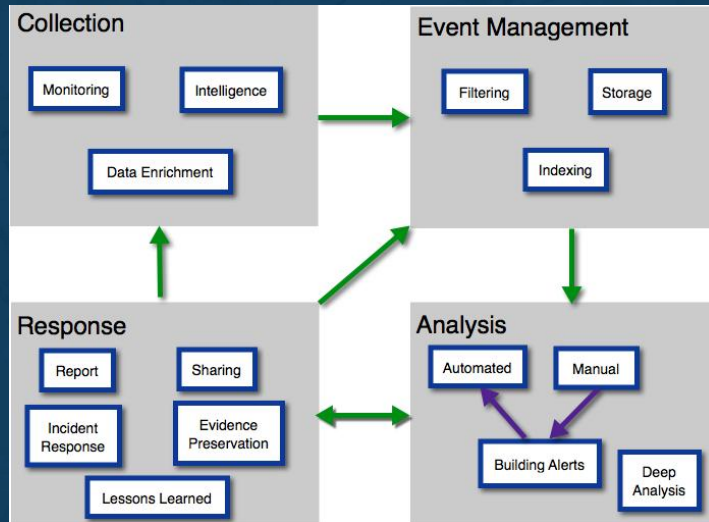 Collection
Monitoring
Intelligence
Data Enrichment
Event Management
Filtering
Storage
Indexing
Response
Report
Sharing
Incident
Response
Evidence
Preservation
Lessons Learned
Analysis
Automated
Manual
Building Alerts
Deep
Analysis